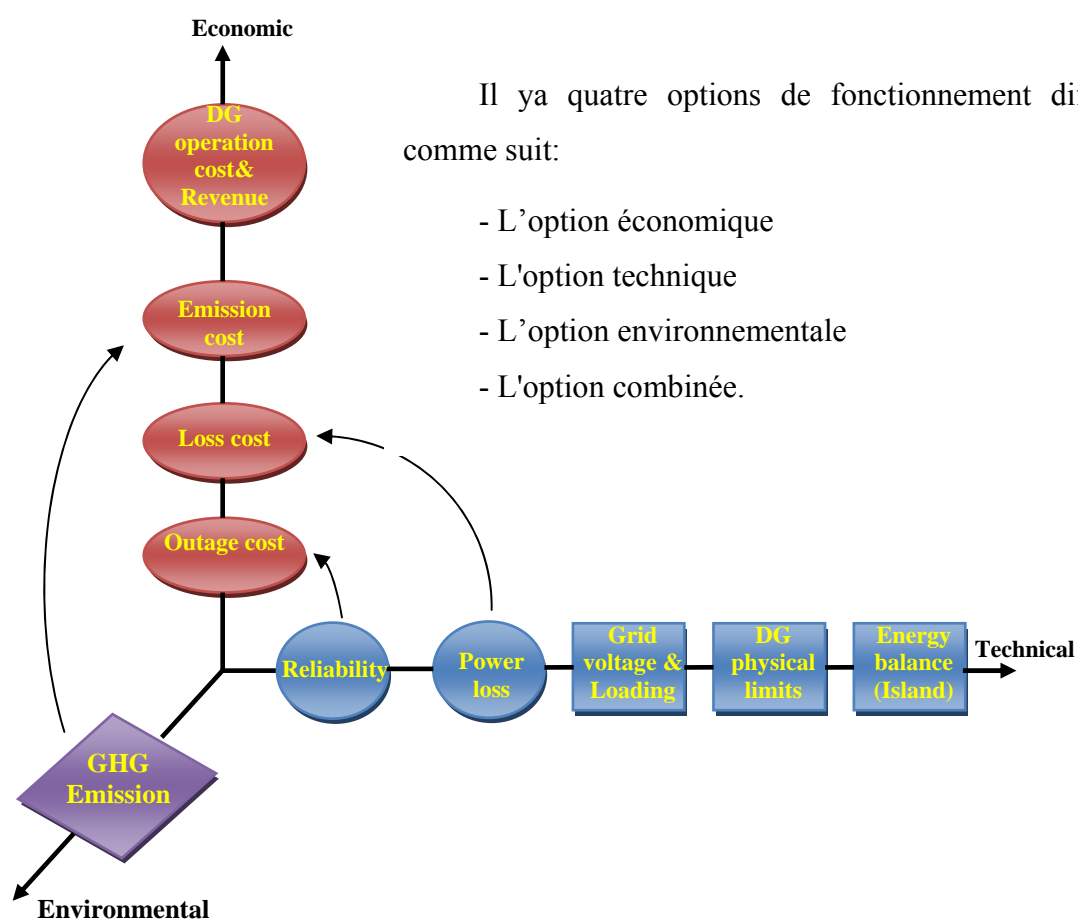 Economic
DG
operation
cost&
Revenue
Il ya quatre options de fonctionnement
comme suit:
- L’option économique
- L'option technique
- L’option environnementale
- L'option combinée.
Emission
cost
Loss cost
Outage cost
Reliability
Power
loss
Grid
voltage &
Loading
DG
physical
limits
Energy
balance
(Island)
Technical
GHG
Emission
Environmental